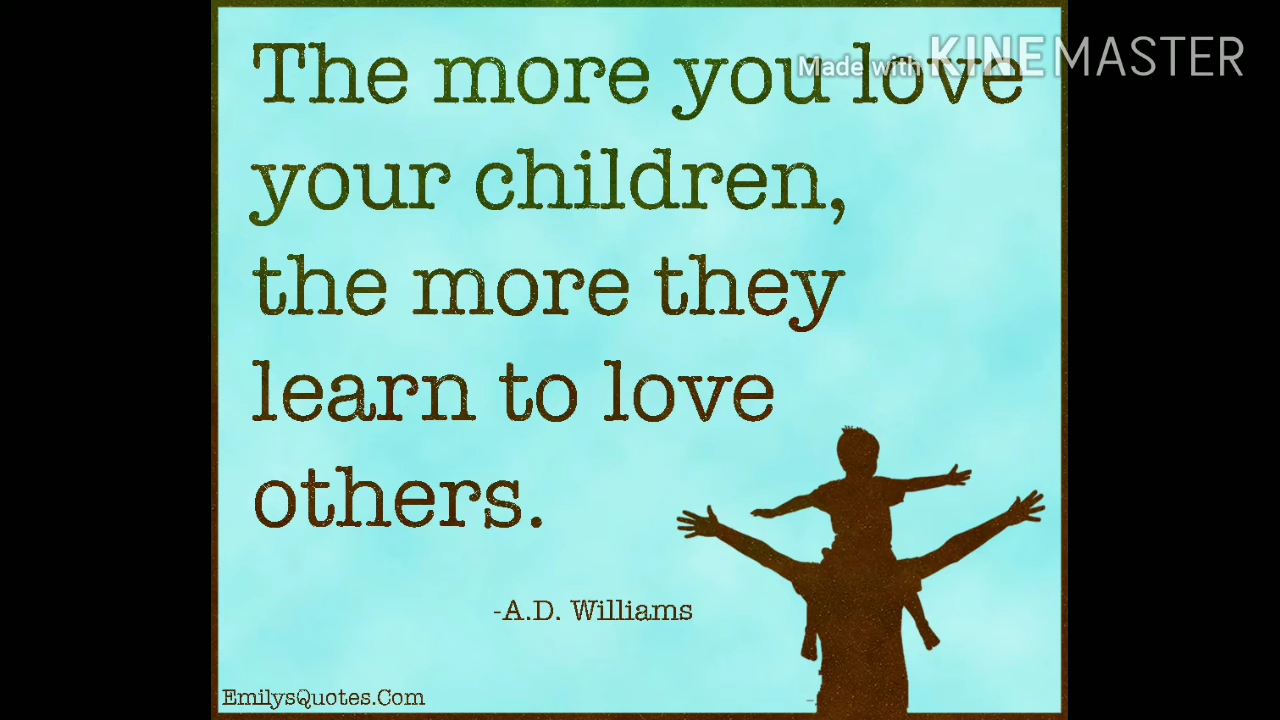 Made with KINEMASTER
The more you love
your children,
the more they
learn to love
others.
-A.D. Williams
EmilysQuotes.Com